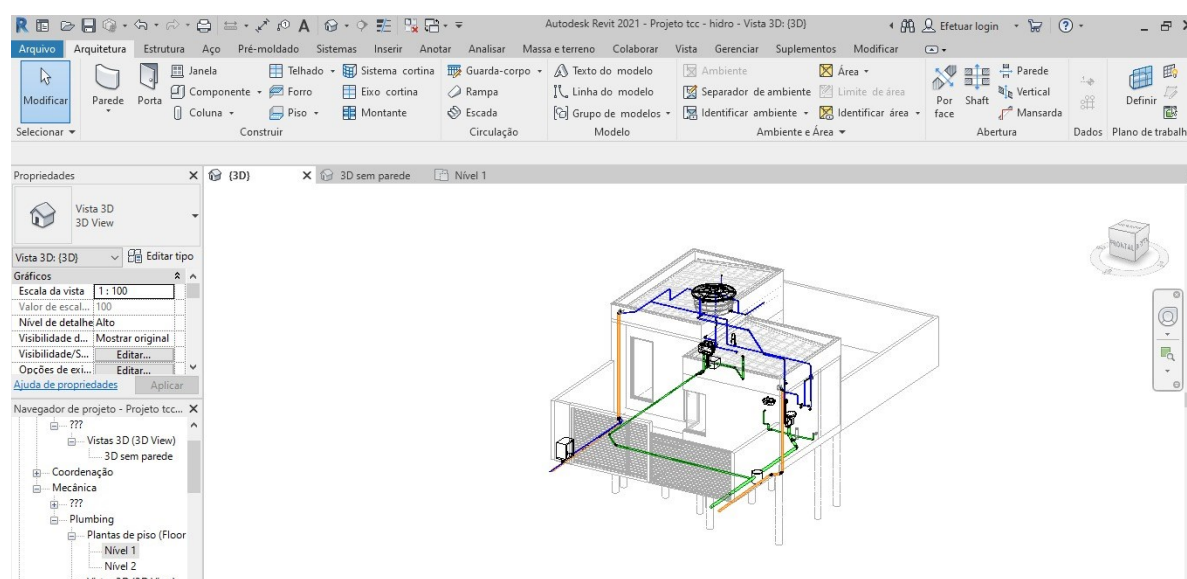 Autodesk Revit 2021 - Projeto tcc - hidro - Vista 3D: {3D}
Efetuar login
Arquivo Arquitetura Estrutura Aço Pré-moldado Sistemas Inserir Anotar Analisar Massa e terreno Colaborar Vista Gerenciar Suplementos Modificar
Janela Telhado Sistema cortina Guarda-corpo Texto do modelo Ambiente Área Parede
Componente Forro Eixo cortina Rampa Linha do modelo Separador de ambiente Limite de área Vertical
Modificar Parede Porta Por face Shaft Definir
Coluna Piso Montante Escada Grupo de modelos Identificar ambiente Identificar área Mansarda
Selecionar Construir Circulação Modelo Ambiente e Área Abertura Dados Plano de trabalh
Propriedades {3D} 3D sem parede Nível 1
Vista 3D
3D View
Vista 3D: {3D} Editar tipo
Gráficos
Escala da vista 1 : 100
Valor de escal... 100
Nível de detalhe Alto
Visibilidade d... Mostrar original
Visibilidade/S... Editar...
Opções de exi... Editar...
Ajuda de propriedades Aplicar
Navegador de projeto - Projeto tcc...
???
Vistas 3D (3D View)
3D sem parede
Coordenação
Mecânica
???
Plumbing
Plantas de piso (Floor
Nível 1
Nível 2
FRONTAL